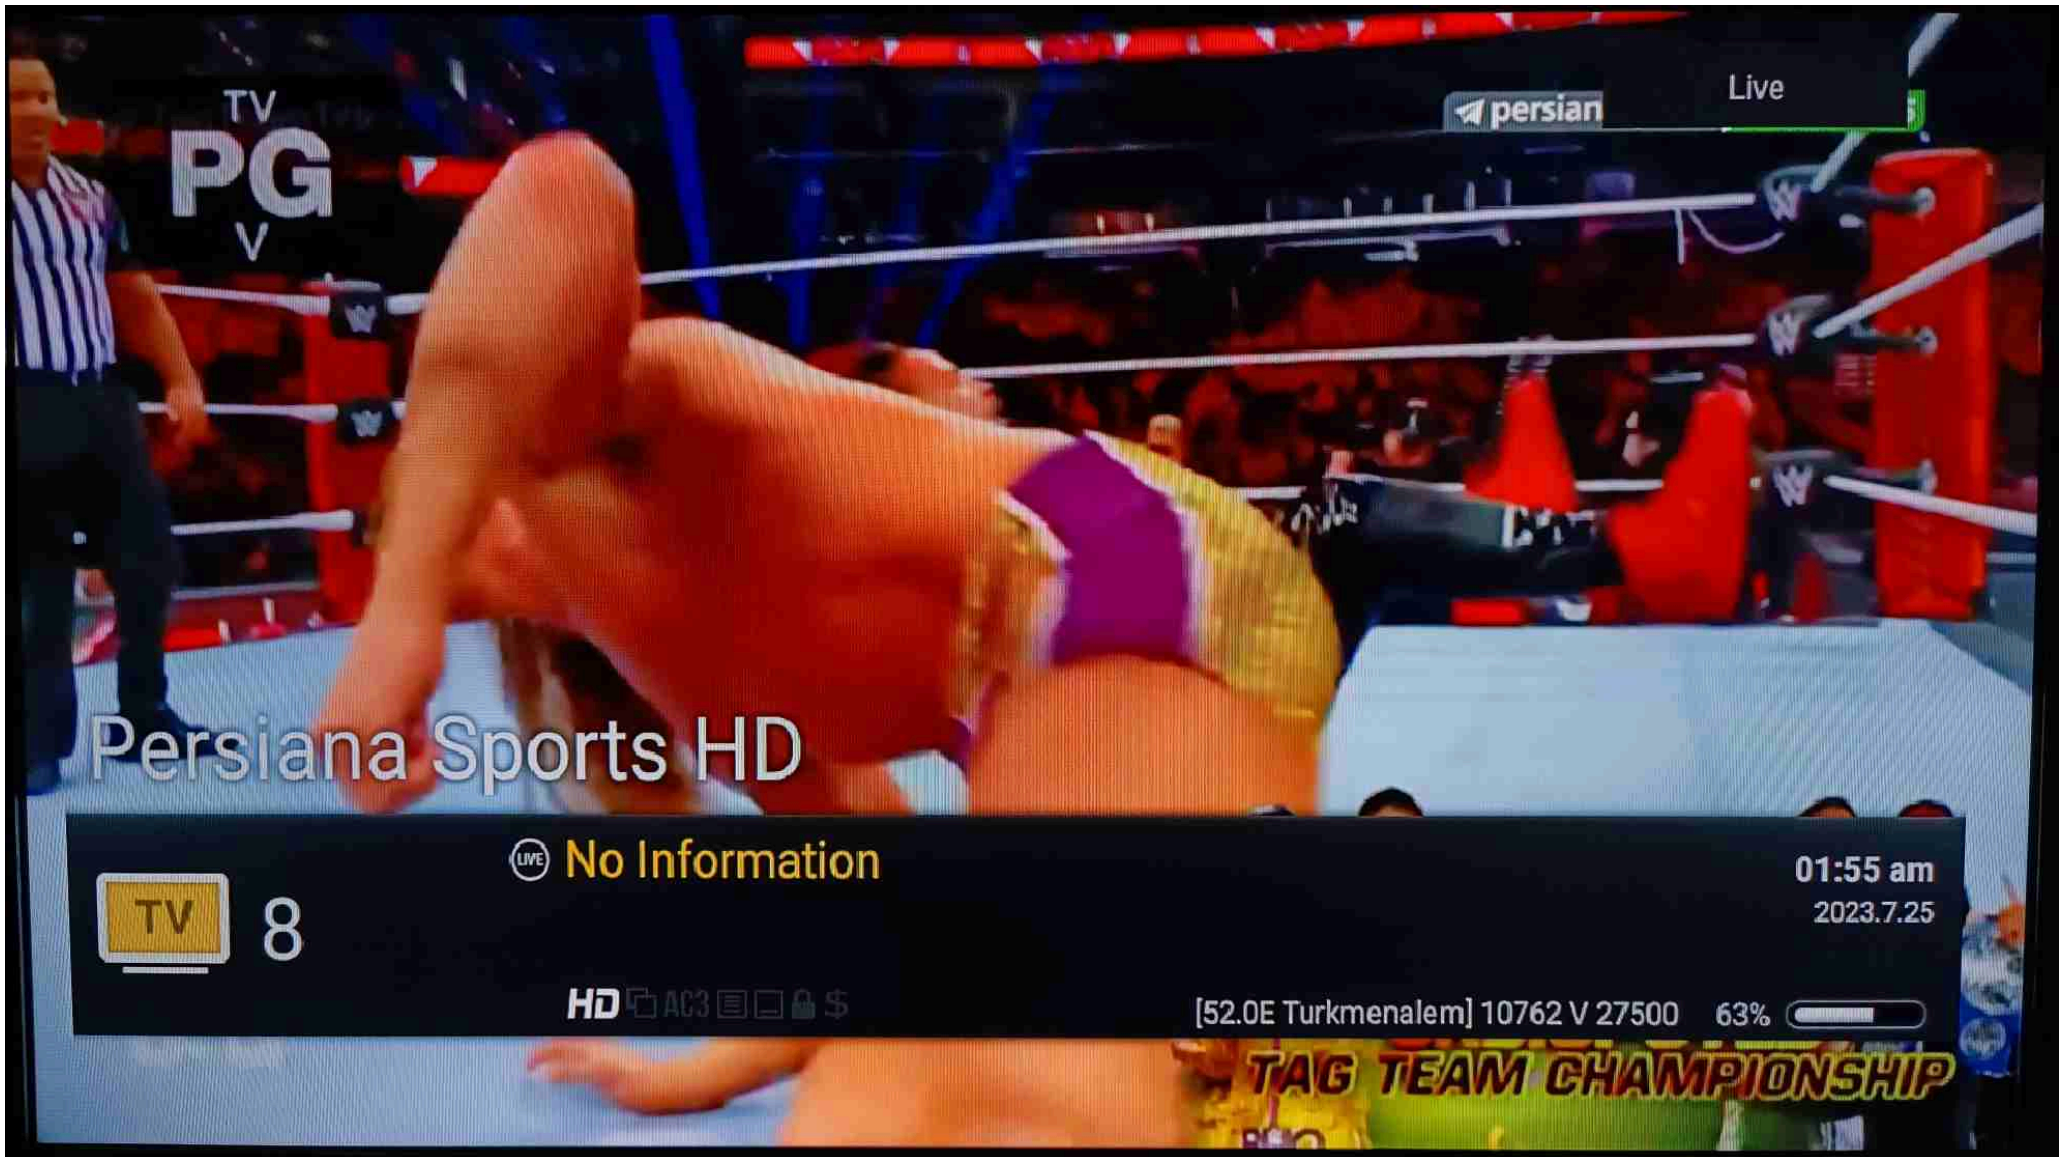 TV
PG
V
Live
persian
S
Persiana Sports HD
LIVE No Information
TV
8
01:55 am
2023.7.25
HD AC3 $
[52.0E Turkmenalem] 10762 V 27500 63%
TAG TEAM CHAMPIONSHIP